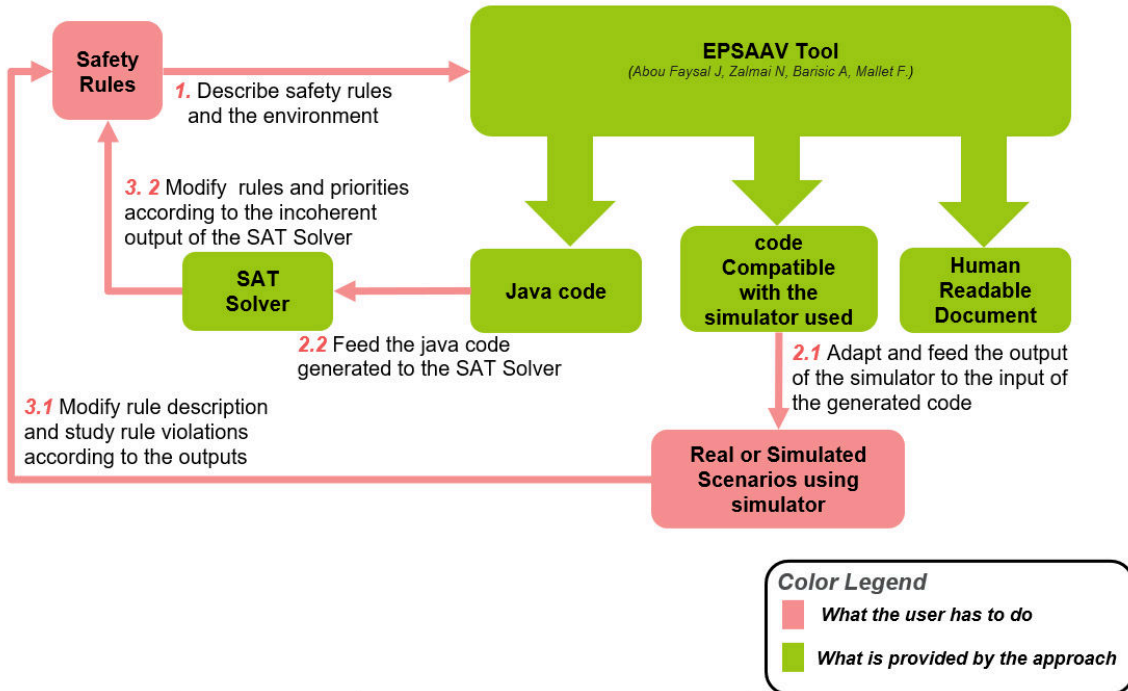 Safety
Rules
EPSAAV Tool
(Abou Faysal J, Zalmai N, Barisic A, Mallet F.)
1. Describe safety rules
and the environment
3. 2 Modify rules and priorities
according to the incoherent
output of the SAT Solver
SAT
Solver
Java code
code
Compatible
with the
simulator used
Human
Readable
Document
2.2 Feed the java code
generated to the SAT Solver
2.1 Adapt and feed the output
of the simulator to the input of
the generated code
3.1 Modify rule description
and study rule violations
according to the outputs
Real or Simulated
Scenarios using
simulator
Color Legend
What the user has to do
What is provided by the approach